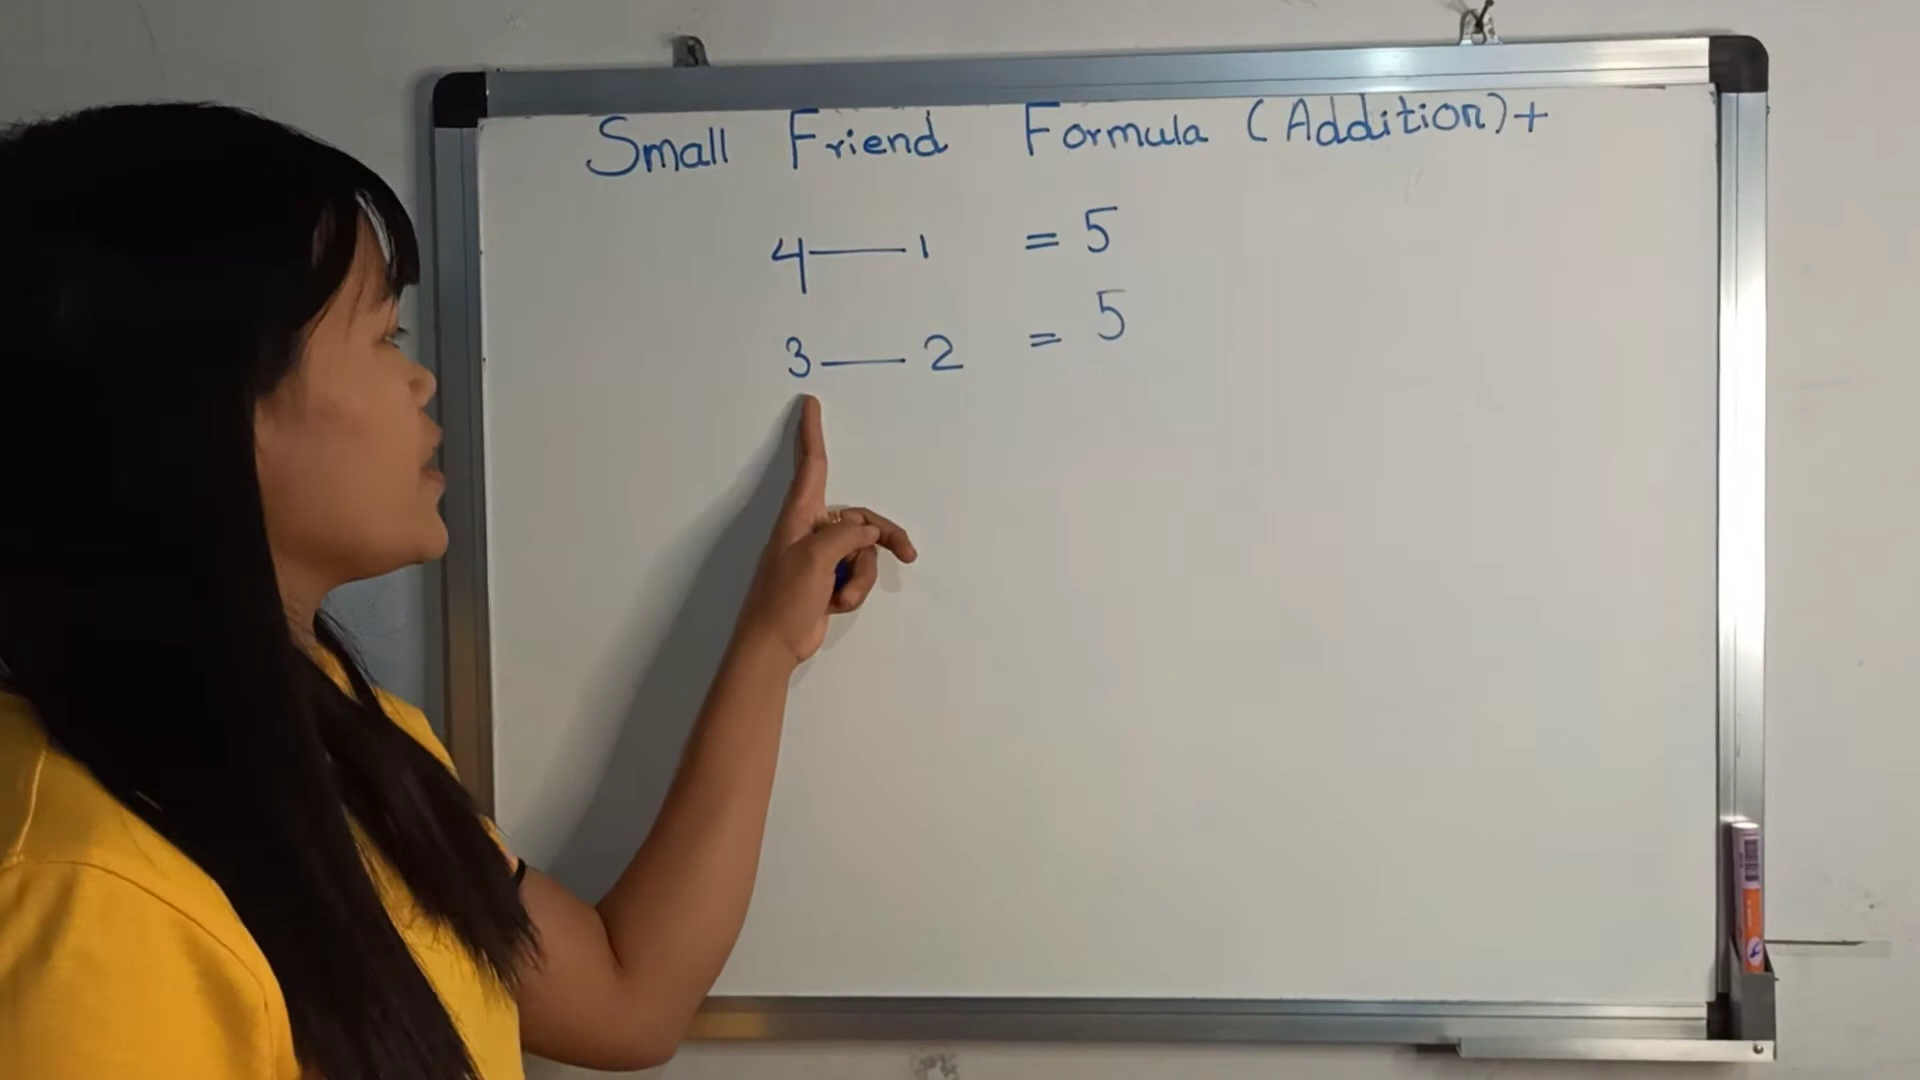 Small Friend Formula (Addition)+
4——1 = 5
3——2 = 5